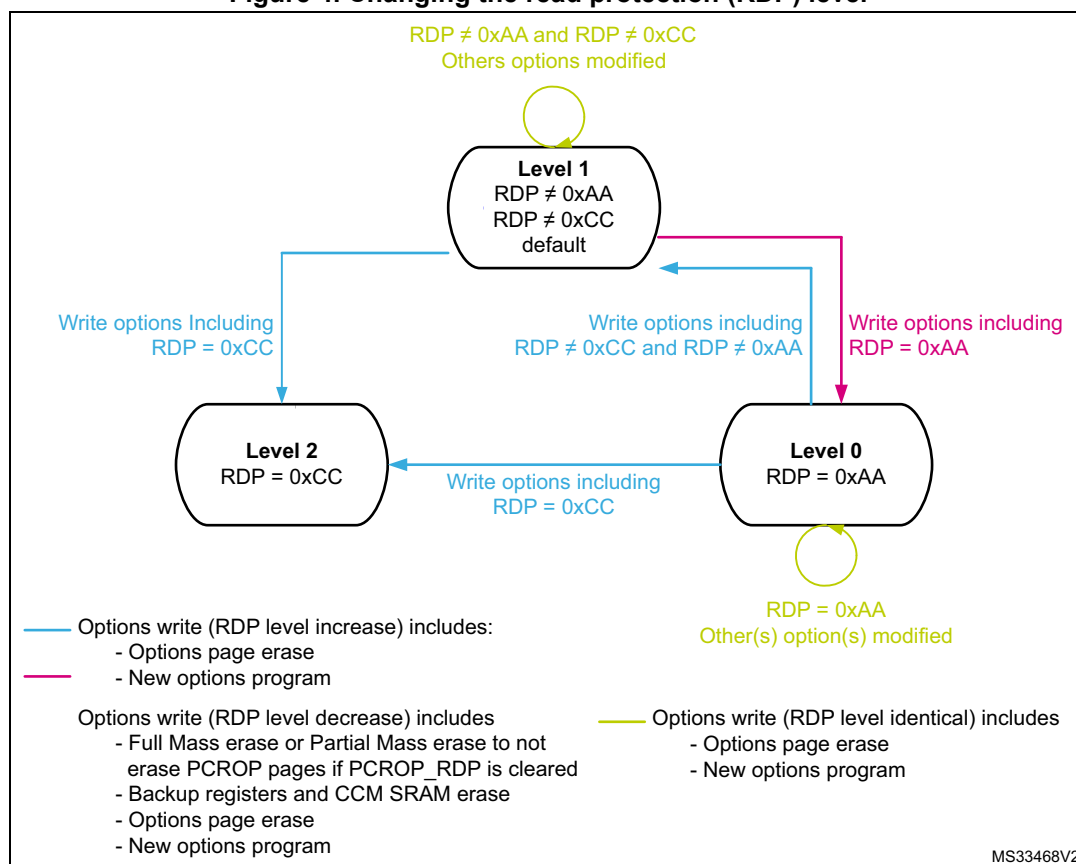 Figure 4. Changing the read protection (RDP) level
RDP ≠ 0xAA and RDP ≠ 0xCC
Others options modified
Level 1
RDP ≠ 0xAA
RDP ≠ 0xCC
default
Write options Including
RDP = 0xCC
Write options including
RDP ≠ 0xCC and RDP ≠ 0xAA
Write options including
RDP = 0xAA
Level 2
RDP = 0xCC
Level 0
RDP = 0xAA
Write options including
RDP = 0xCC
RDP = 0xAA
Other(s) option(s) modified
Options write (RDP level increase) includes:
- Options page erase
- New options program
Options write (RDP level decrease) includes
- Full Mass erase or Partial Mass erase to not
erase PCROP pages if PCROP_RDP is cleared
- Backup registers and CCM SRAM erase
- Options page erase
- New options program
Options write (RDP level identical) includes
- Options page erase
- New options program
MS33468V2